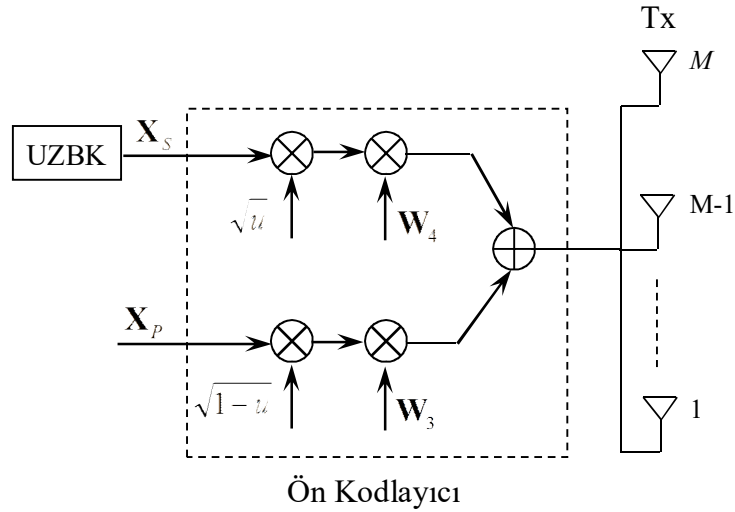 Tx
M
UZBK
X_S
√u
W_4
M-1
X_P
√(1-u)
W_3
1
Ön Kodlayıcı